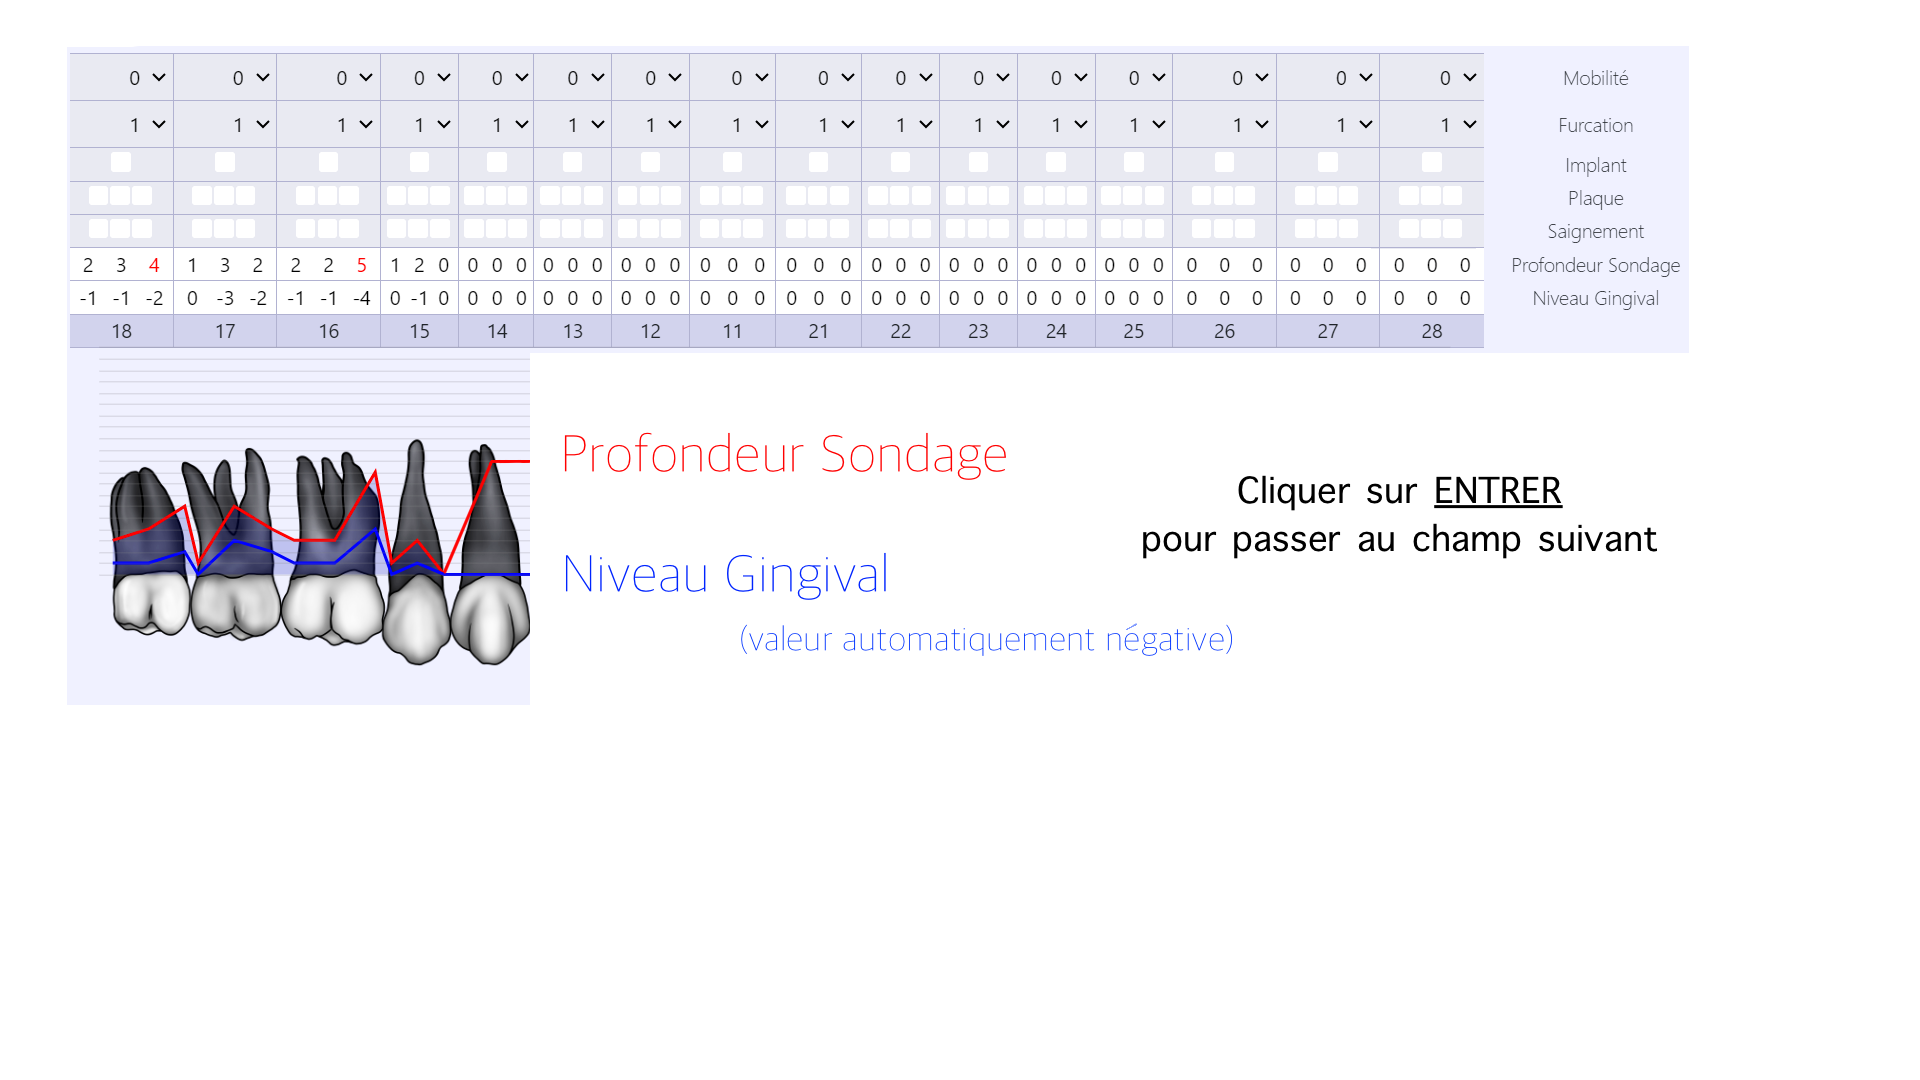 0 0 0 0 0 0 0 0 0 0 0 0 0 0 0 0 Mobilité
1 1 1 1 1 1 1 1 1 1 1 1 1 1 1 1 Furcation
Implant
Plaque
Saignement
2 3 4 1 3 2 2 2 5 1 2 0 0 0 0 0 0 0 0 0 0 0 0 0 0 0 0 0 0 0 0 0 0 0 0 0 0 0 0 0 0 0 0 0 0 0 0 0 Profondeur Sondage
-1 -1 -2 0 -3 -2 -1 -1 -4 0 -1 0 0 0 0 0 0 0 0 0 0 0 0 0 0 0 0 0 0 0 0 0 0 0 0 0 0 0 0 0 0 0 0 0 0 0 0 0 Niveau Gingival
18 17 16 15 14 13 12 11 21 22 23 24 25 26 27 28
Profondeur Sondage
Cliquer sur ENTRER
pour passer au champ suivant
Niveau Gingival
(valeur automatiquement négative)